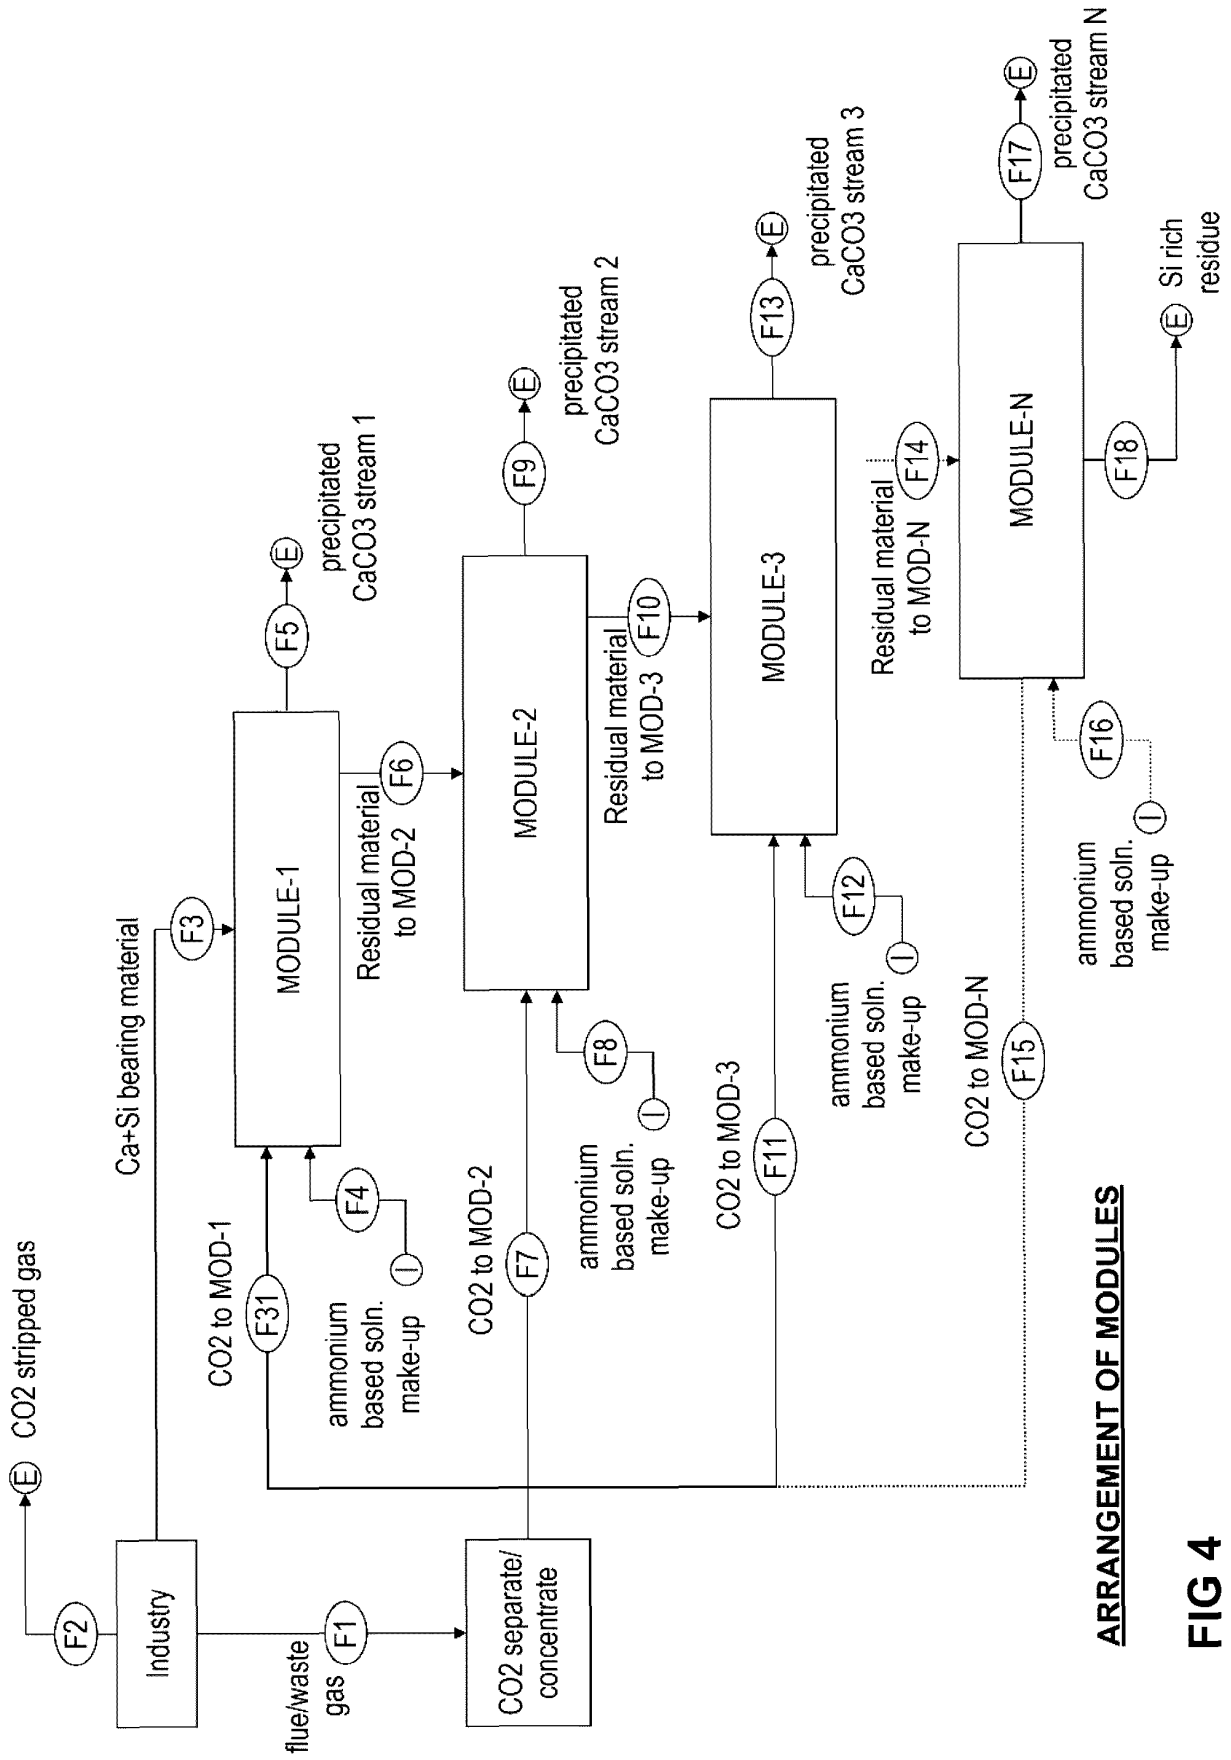 CO2 stripped gas
E
F2
Industry
Ca+Si bearing material
F3
flue/waste
gas
F1
CO2 separate/
concentrate
CO2 to MOD-1
F31
ammonium
based soln.
make-up
I
F4
MODULE-1
F5
E
precipitated
CaCO3 stream 1
Residual material
to MOD-2
F6
CO2 to MOD-2
F7
ammonium
based soln.
make-up
I
F8
MODULE-2
F9
E
precipitated
CaCO3 stream 2
Residual material
to MOD-3
F10
CO2 to MOD-3
F11
ammonium
based soln.
make-up
I
F12
MODULE-3
F13
E
precipitated
CaCO3 stream 3
Residual material
to MOD-N
F14
CO2 to MOD-N
F15
ammonium
based soln.
make-up
I
F16
MODULE-N
F17
E
precipitated
CaCO3 stream N
F18
E
Si rich
residue
ARRANGEMENT OF MODULES
FIG 4